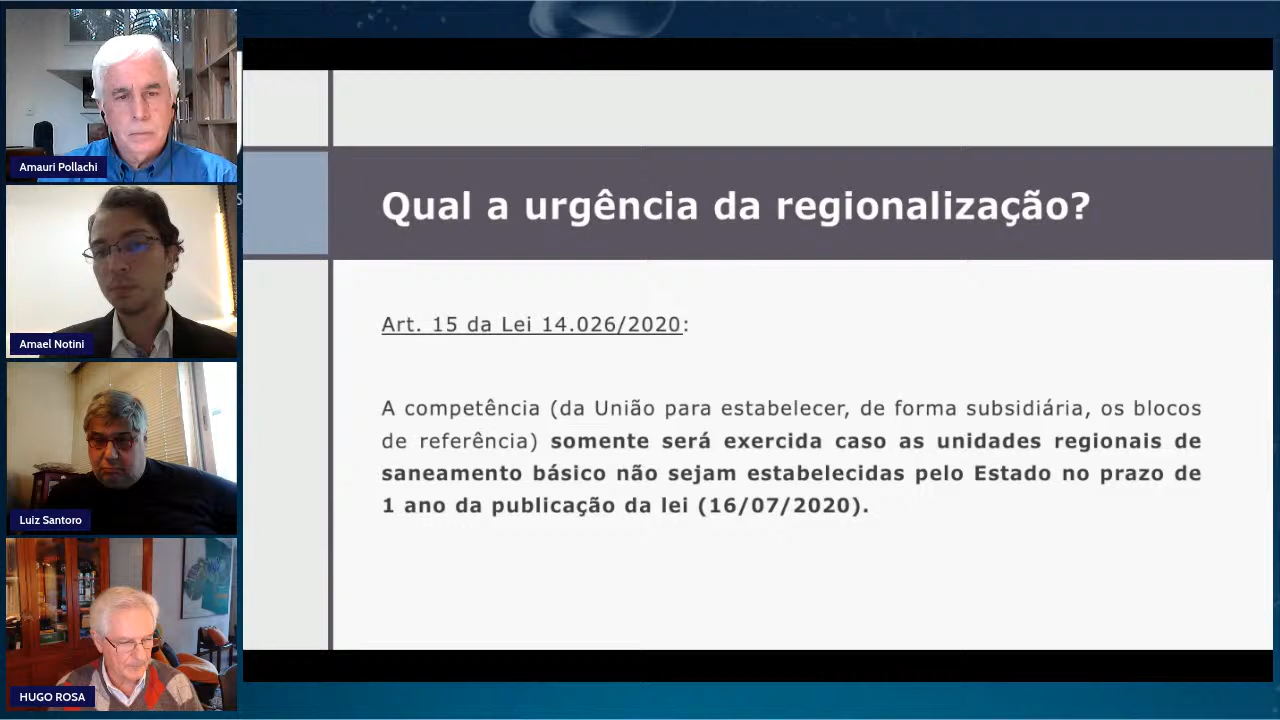 Amauri Pollachi
Amael Notini
Luiz Santoro
HUGO ROSA
S
Qual a urgência da regionalização?
Art. 15 da Lei 14.026/2020:
A competência (da União para estabelecer, de forma subsidiária, os blocos
de referência) somente será exercida caso as unidades regionais de
saneamento básico não sejam estabelecidas pelo Estado no prazo de
1 ano da publicação da lei (16/07/2020).